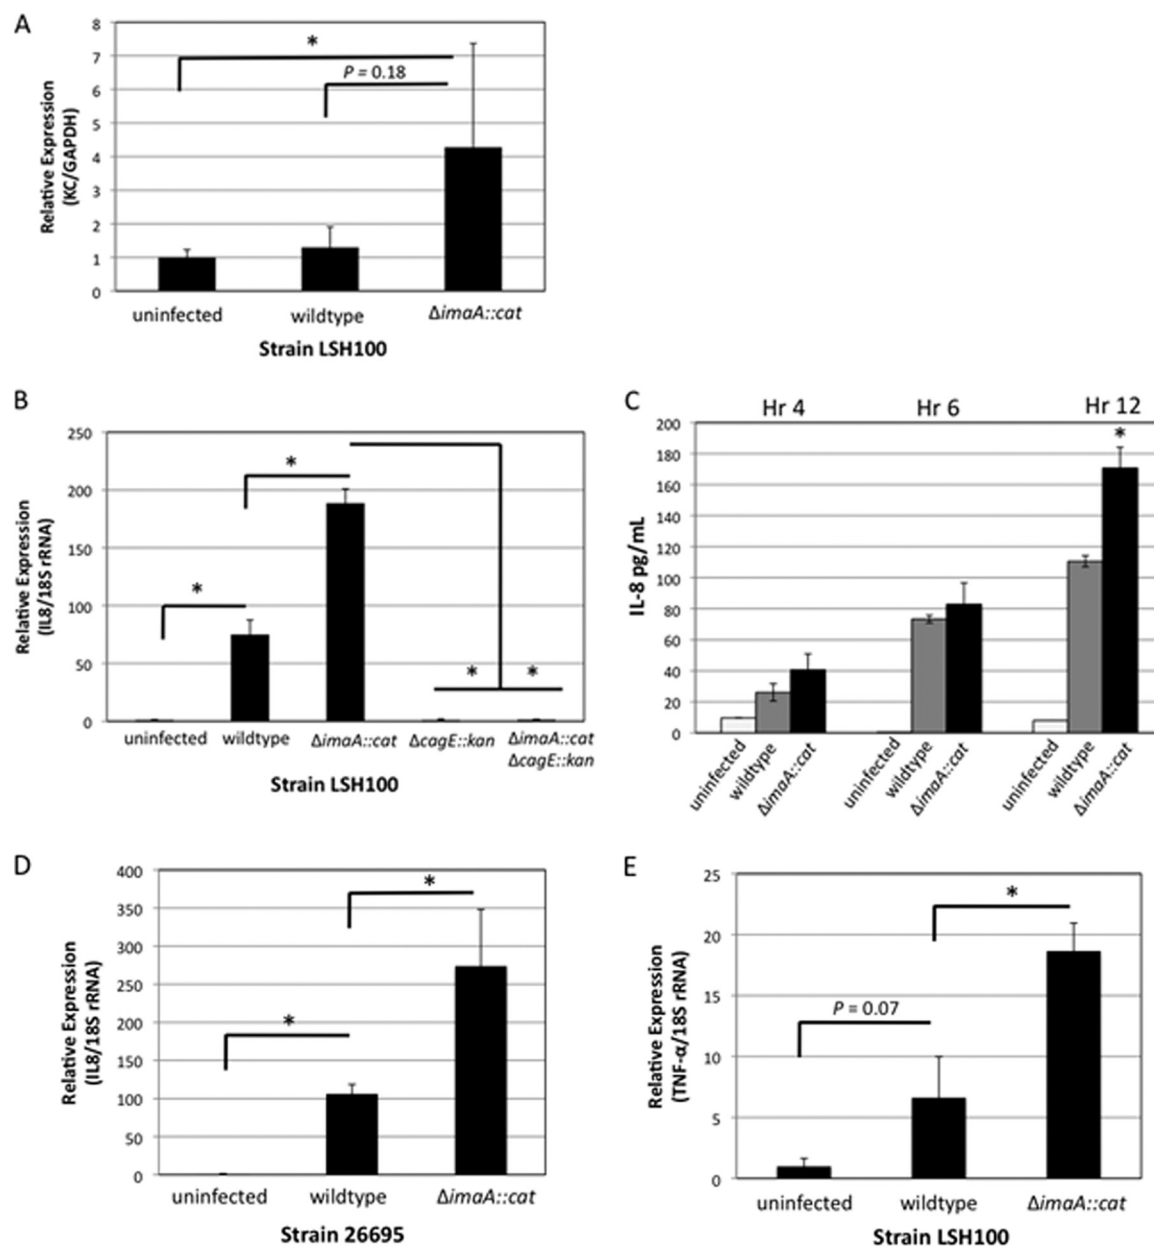 A
8
7
6
5
4
3
2
1
0
Relative Expression
(KC/GAPDH)
*
P = 0.18
uninfected
wildtype
ΔimaA::cat
Strain LSH100
B
250
200
150
100
50
0
Relative Expression
(IL8/18S rRNA)
*
*
*
*
uninfected
wildtype
ΔimaA::cat
ΔcagE::kan
ΔimaA::cat
ΔcagE::kan
Strain LSH100
C
Hr 4
Hr 6
Hr 12
200
180
160
140
120
100
80
60
40
20
0
IL-8 pg/mL
*
uninfected
wildtype
ΔimaA::cat
uninfected
wildtype
ΔimaA::cat
uninfected
wildtype
ΔimaA::cat
D
400
350
300
250
200
150
100
50
0
Relative Expression
(IL8/18S rRNA)
*
*
uninfected
wildtype
ΔimaA::cat
Strain 26695
E
25
20
15
10
5
0
Relative Expression
(TNF-α/18S rRNA)
P = 0.07
*
uninfected
wildtype
ΔimaA::cat
Strain LSH100